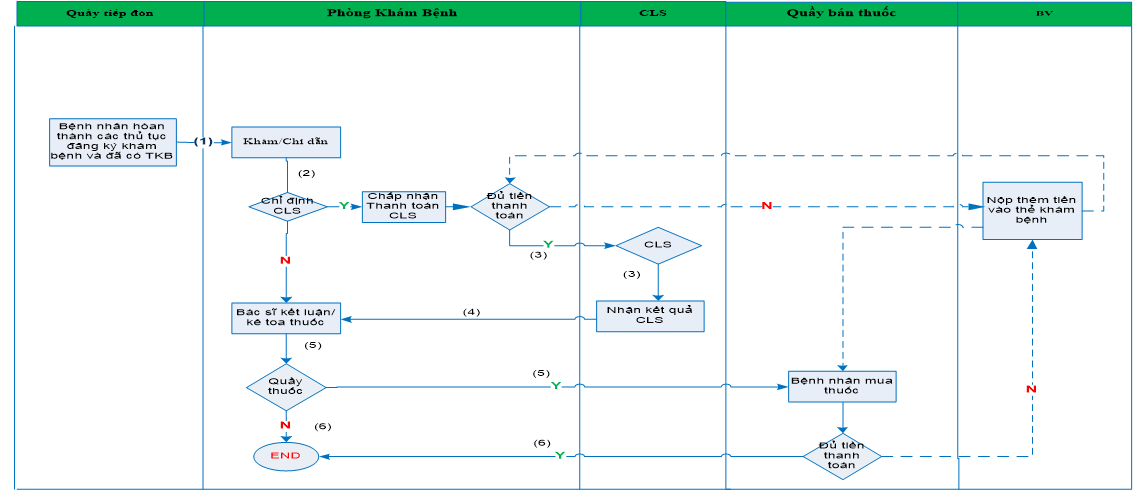 Quầy tiếp đón
Phòng Khám Bệnh
CLS
Quầy bán thuốc
BV
Bệnh nhân hòan
thành các thủ tục
đăng ký khám
bệnh và đã có TKB
(1)
Khám/Chỉ dẫn
(2)
Chỉ định
CLS
Y
Chấp nhận
Thanh toán
CLS
Đủ tiền
thanh
toán
N
Nộp thêm tiền
vào thẻ khám
bệnh
Y
(3)
CLS
N
(3)
Bác sĩ kết luận/
kê toa thuốc
(4)
Nhận kết quả
CLS
(5)
Quầy
thuốc
(5)
Y
Bệnh nhân mua
thuốc
N
N
(6)
END
(6)
Y
Đủ tiền
thanh
toán